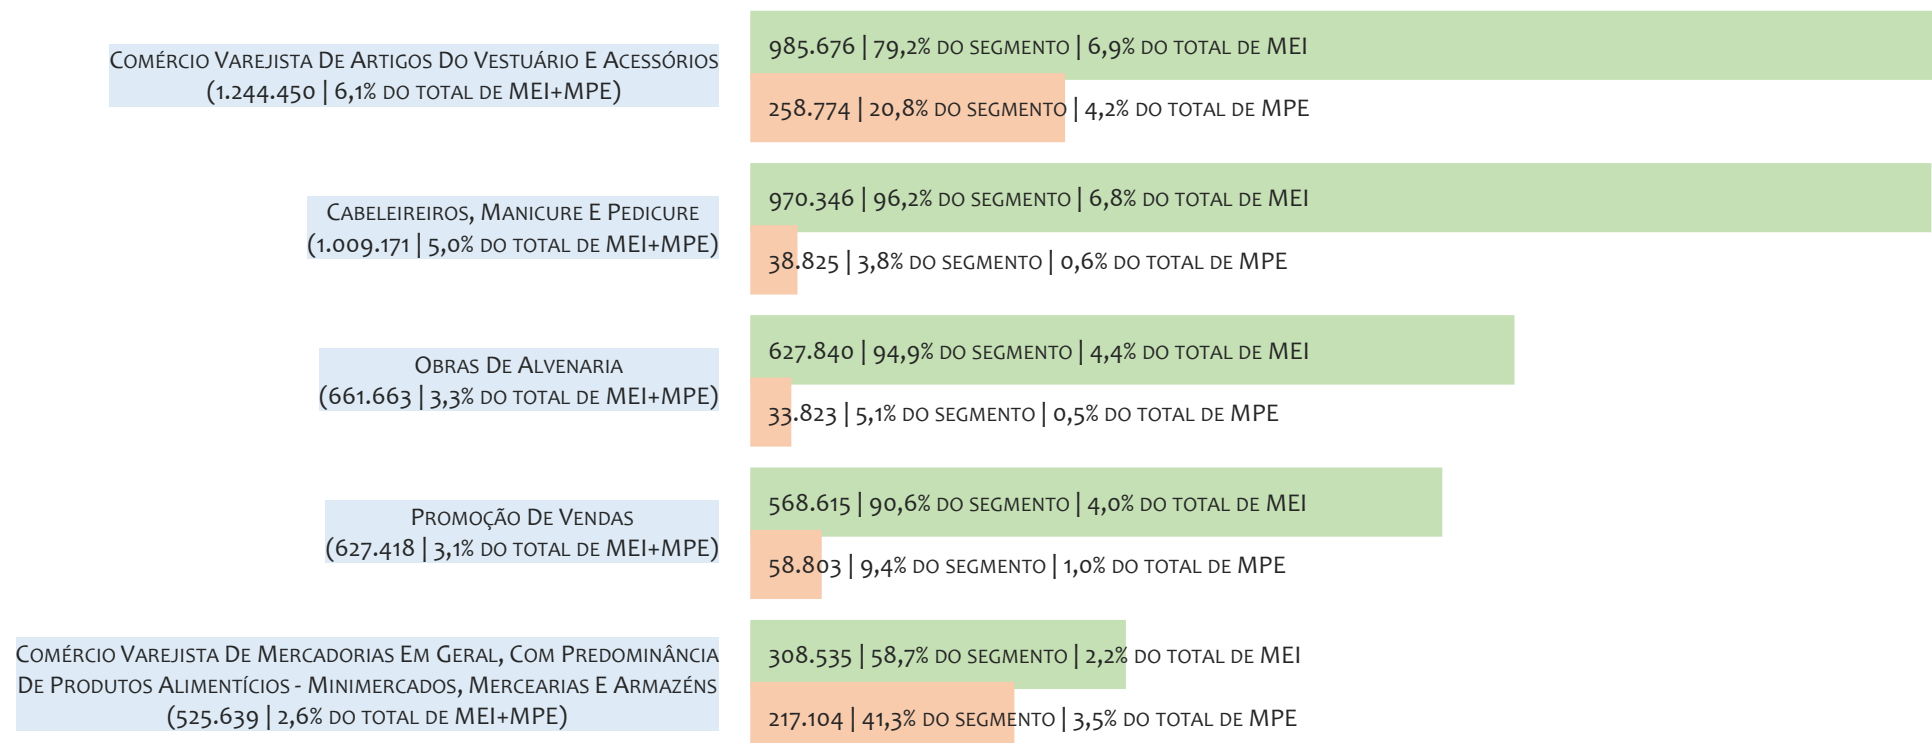 Comércio Varejista De Artigos Do Vestuário E Acessórios
(1.244.450 | 6,1% do total de MEI+MPE)
985.676 | 79,2% do segmento | 6,9% do total de MEI
258.774 | 20,8% do segmento | 4,2% do total de MPE
Cabeleireiros, Manicure E Pedicure
(1.009.171 | 5,0% do total de MEI+MPE)
970.346 | 96,2% do segmento | 6,8% do total de MEI
38.825 | 3,8% do segmento | 0,6% do total de MPE
Obras De Alvenaria
(661.663 | 3,3% do total de MEI+MPE)
627.840 | 94,9% do segmento | 4,4% do total de MEI
33.823 | 5,1% do segmento | 0,5% do total de MPE
Promoção De Vendas
(627.418 | 3,1% do total de MEI+MPE)
568.615 | 90,6% do segmento | 4,0% do total de MEI
58.803 | 9,4% do segmento | 1,0% do total de MPE
Comércio Varejista De Mercadorias Em Geral, Com Predominância
De Produtos Alimentícios - Minimercados, Mercearias E Armazéns
(525.639 | 2,6% do total de MEI+MPE)
308.535 | 58,7% do segmento | 2,2% do total de MEI
217.104 | 41,3% do segmento | 3,5% do total de MPE